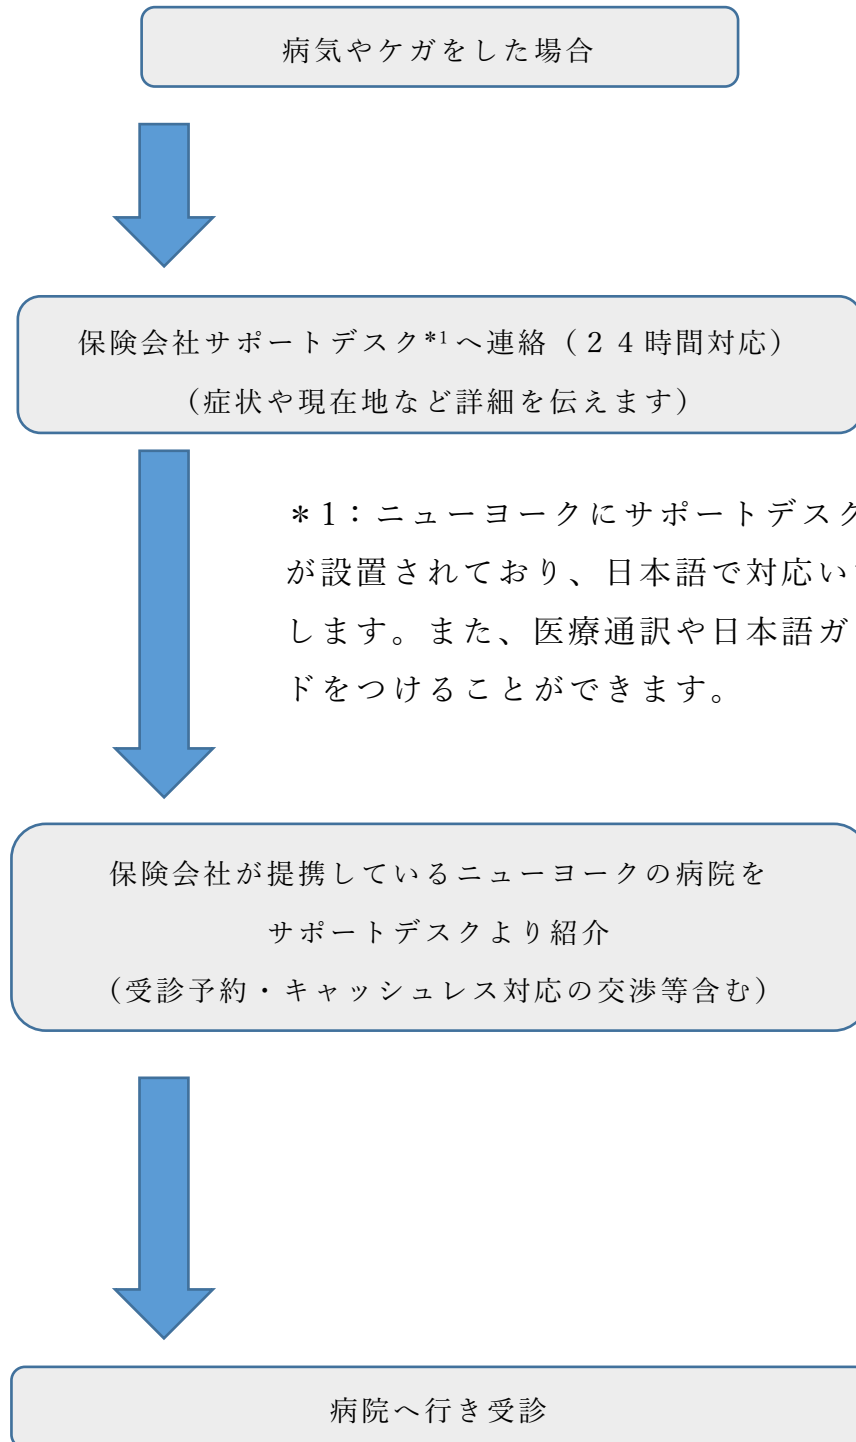 病気やケガをした場合
保険会社サポートデスク*1へ連絡（２４時間対応）
（症状や現在地など詳細を伝えます）
＊1：ニューヨークにサポートデスク
が設置されており、日本語で対応い
します。また、医療通訳や日本語ガ
ドをつけることができます。
保険会社が提携しているニューヨークの病院を
サポートデスクより紹介
（受診予約・キャッシュレス対応の交渉等含む）
病院へ行き受診